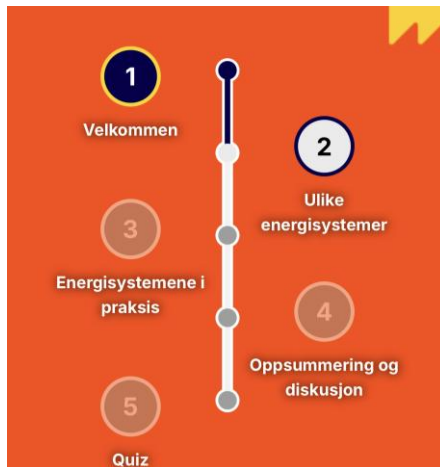 1
Velkommen
2
Ulike
energisystemer
3
Energisystemene i
praksis
4
Oppsummering og
diskusjon
5
Quiz